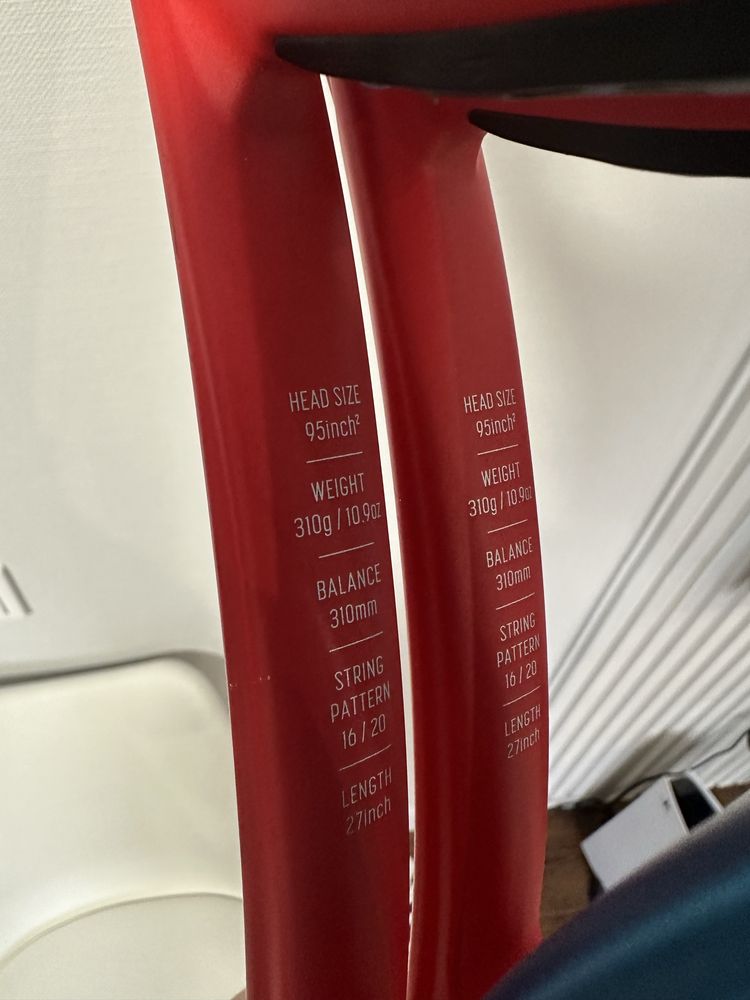 HEAD SIZE
95inch²
WEIGHT
310g / 10.9oz
BALANCE
310mm
STRING
PATTERN
16 / 20
LENGTH
27inch
HEAD SIZE
95inch²
WEIGHT
310g / 10.9oz
BALANCE
310mm
STRING
PATTERN
16 / 20
LENGTH
27inch